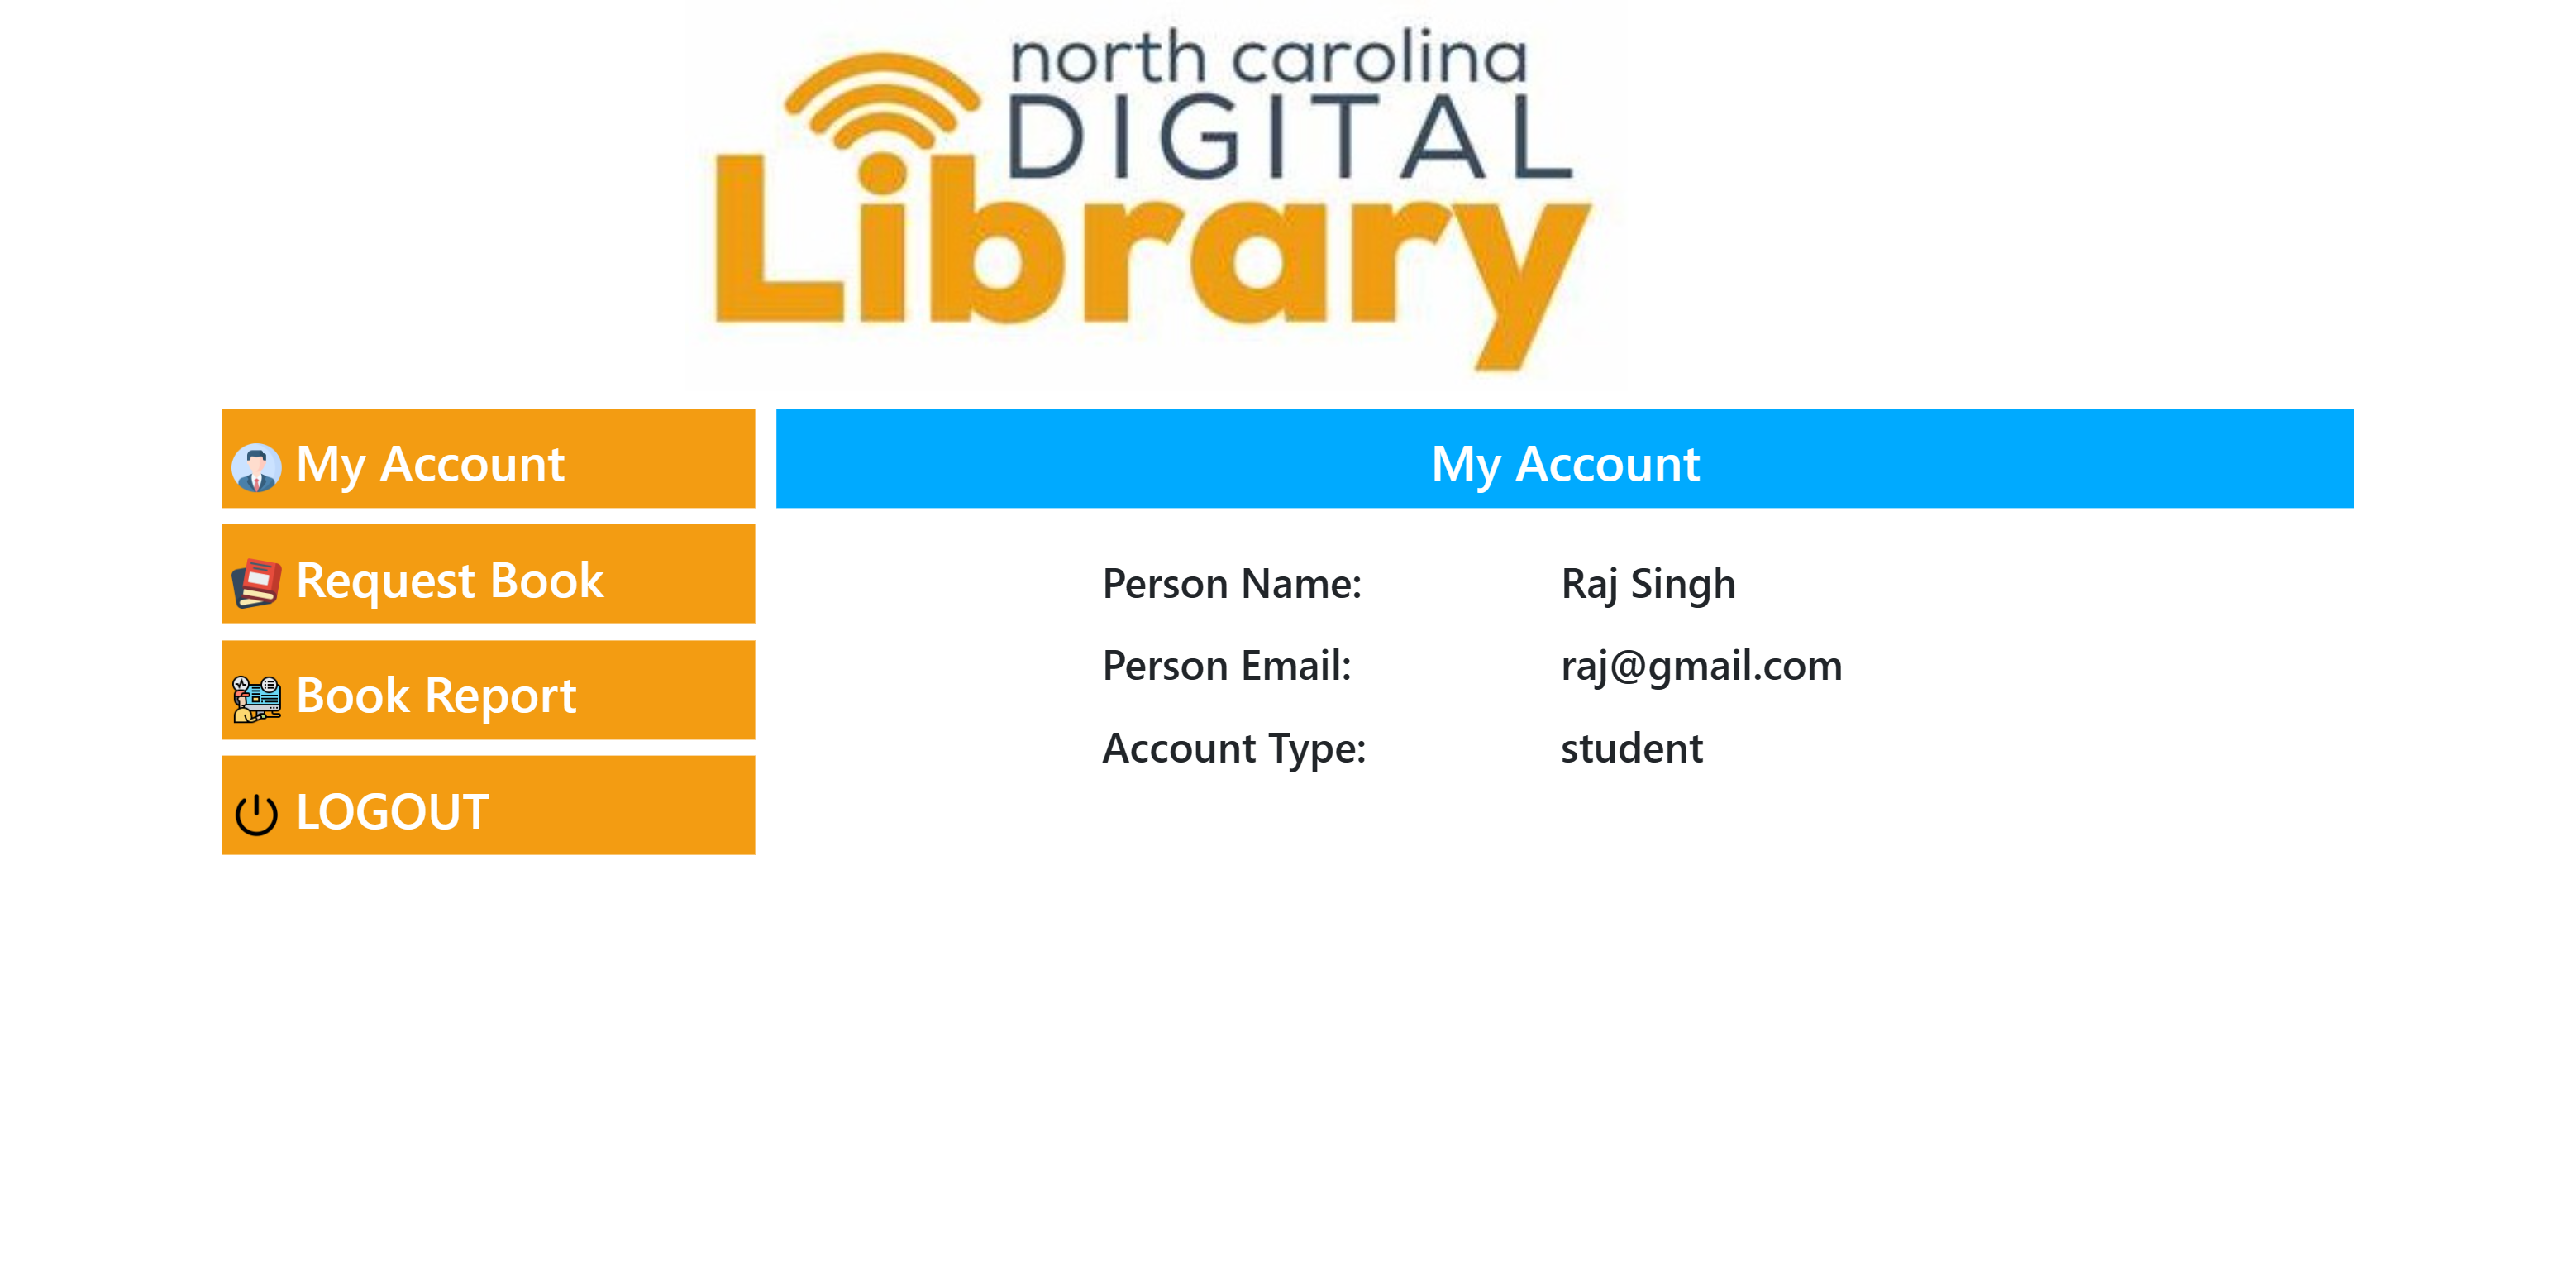 north carolina
DIGITAL
Library
My Account
Request Book
Book Report
LOGOUT
My Account
Person Name: Raj Singh
Person Email: raj@gmail.com
Account Type: student